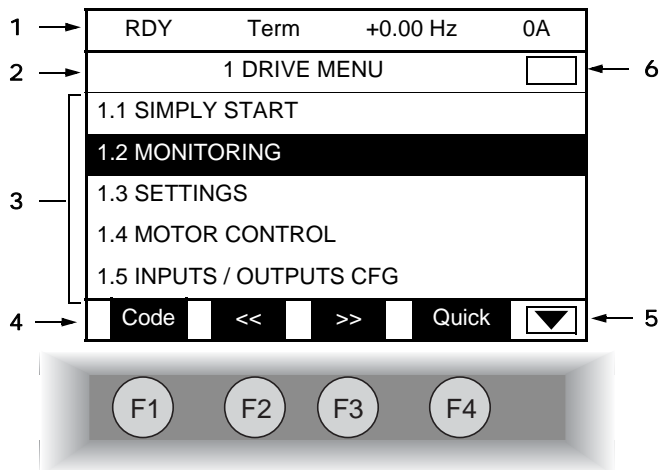 1 RDY Term +0.00 Hz 0A
2 1 DRIVE MENU 6
1.1 SIMPLY START
1.2 MONITORING
3 1.3 SETTINGS
1.4 MOTOR CONTROL
1.5 INPUTS / OUTPUTS CFG
4 Code << >> Quick 5
F1 F2 F3 F4